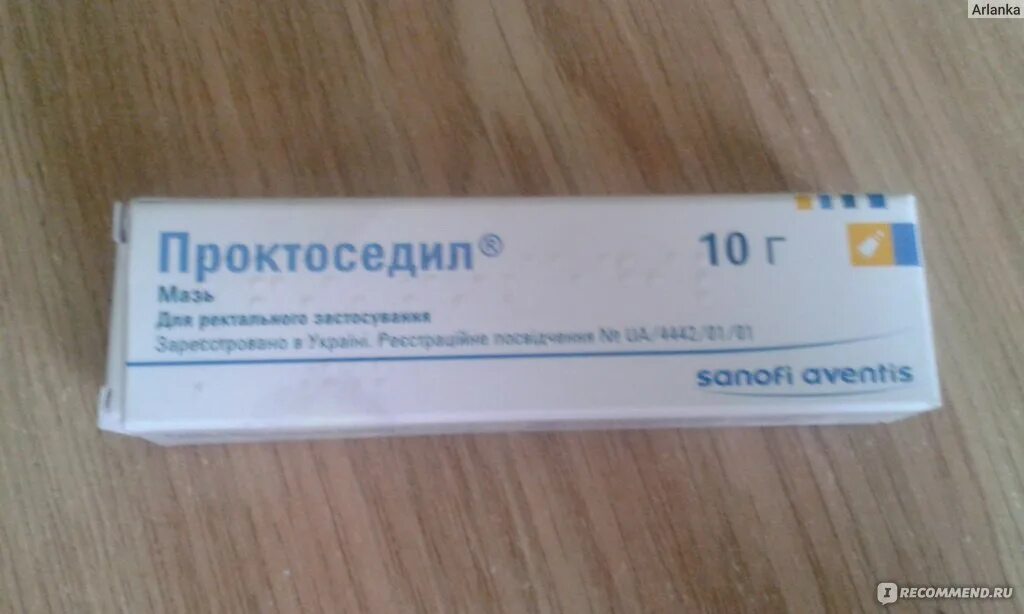 Arlanka
Проктоседил®
10 г
Мазь
Для ректального застосування
Зареєстровано в Україні. Реєстраційне посвідчення № UA/4442/01/01
sanofi aventis
IRECOMMEND.RU